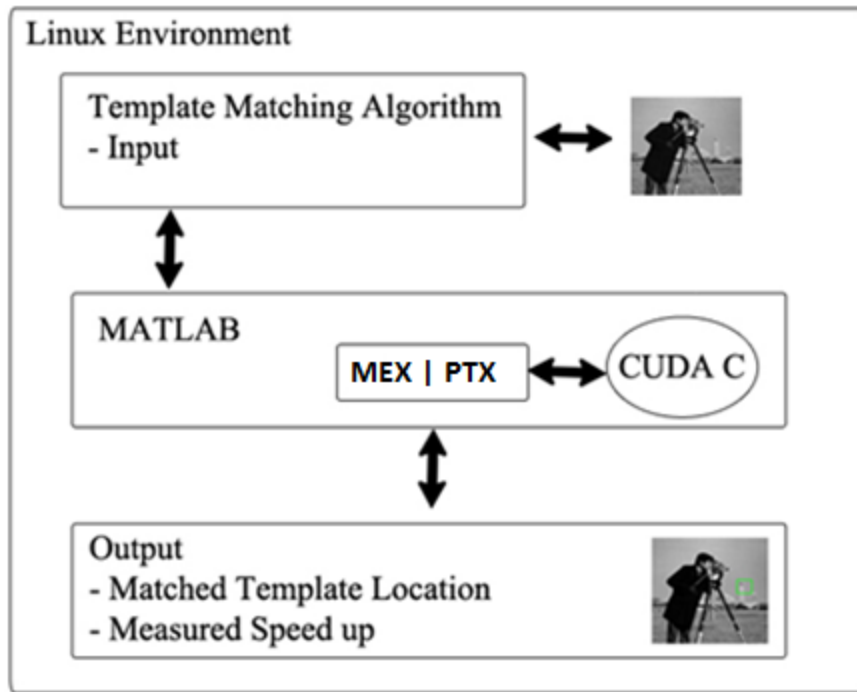 Linux Environment
Template Matching Algorithm
- Input
MATLAB
MEX | PTX
CUDA C
Output
- Matched Template Location
- Measured Speed up